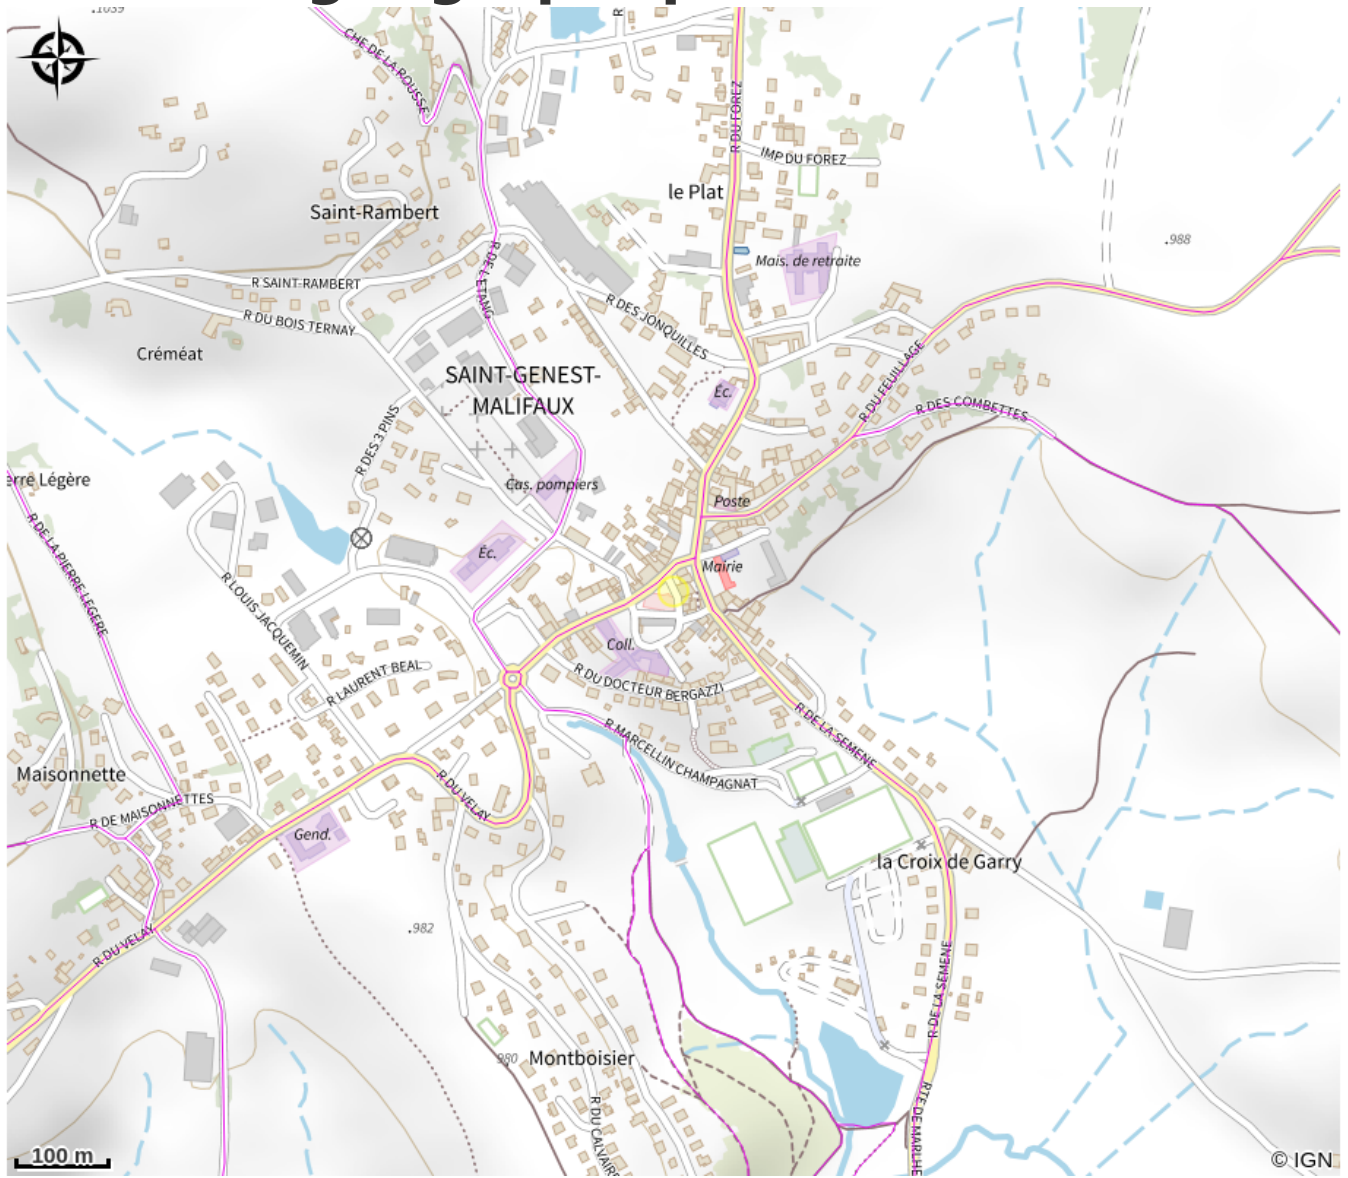 .1039
CHE DE LA ROUSSE
R DU FOREZ
IMP DU FOREZ
le Plat
Saint-Rambert
.988
Mais. de retraite
R DE L'ETANG
R SAINT-RAMBERT
R DES JONQUILLES
R DU BOIS TERNAY
Créméat
SAINT-GENEST-
MALIFAUX
Éc.
R DU FEUILLAGE
R DES COMBETTES
R DES 3 PINS
erre Légère
Cas. pompiers
Poste
R DE LA PIERRE LEGERE
Éc.
Mairie
R LOUIS JACQUEMIN
Coll.
R LAURENT BEAL
R DU DOCTEUR BERGAZZI
R DE LA SEMENE
R MARCELLIN CHAMPAGNAT
Maisonnette
R DU VELAY
R DE MAISONNETTES
Gend.
la Croix de Garry
.982
R DU VELAY
R DE LA SEMENE
980
Montboisier
R DU CALVAIRE
RTE DE MARLHE
100 m
© IGN